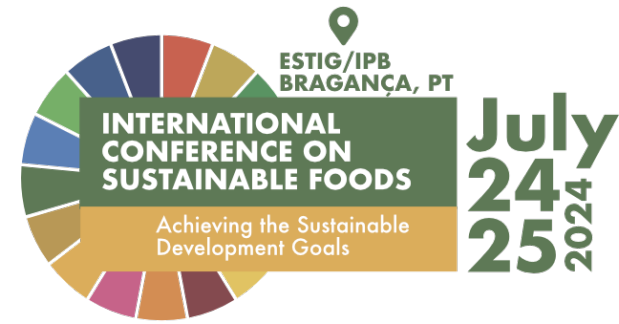 ESTIG/IPB
BRAGANÇA, PT
INTERNATIONAL
CONFERENCE ON
SUSTAINABLE FOODS
Achieving the Sustainable
Development Goals
July
24
25
2024